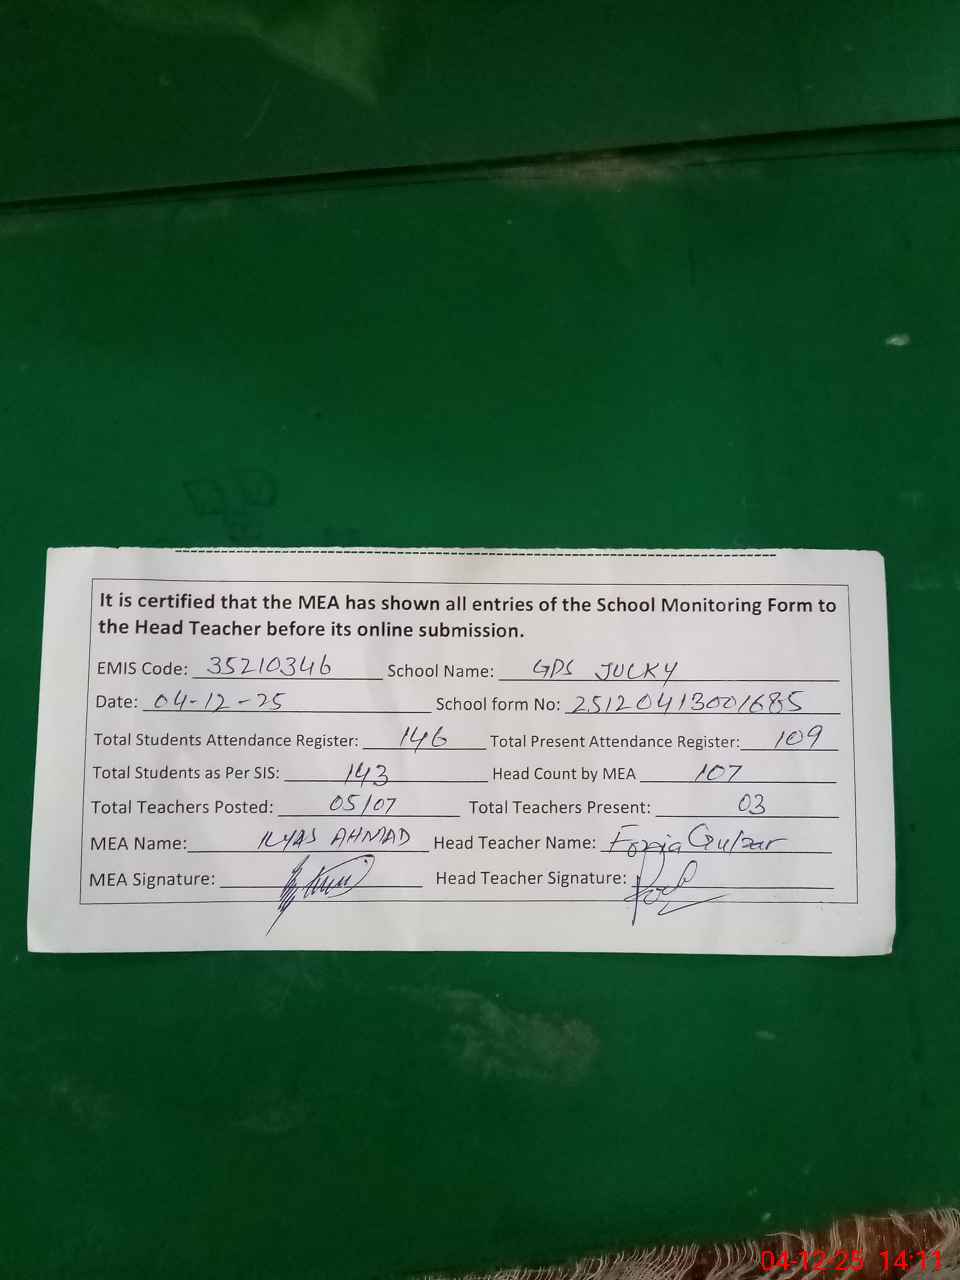 It is certified that the MEA has shown all entries of the School Monitoring Form to
the Head Teacher before its online submission.
EMIS Code: 35210346 School Name: GPS JUCKY
Date: 04-12-25 School form No: 25120413001685
Total Students Attendance Register: 146 Total Present Attendance Register: 109
Total Students as Per SIS: 143 Head Count by MEA 107
Total Teachers Posted: 05/07 Total Teachers Present: 03
MEA Name: ILYAS AHMAD Head Teacher Name: Fozia Gulzar
MEA Signature: Head Teacher Signature:
04-12-25 14:11